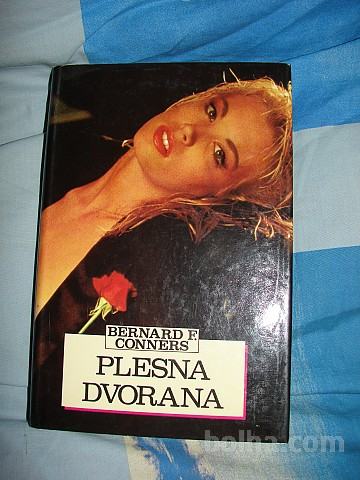 BERNARD F
CONNERS
PLESNA
DVORANA
bolha.com